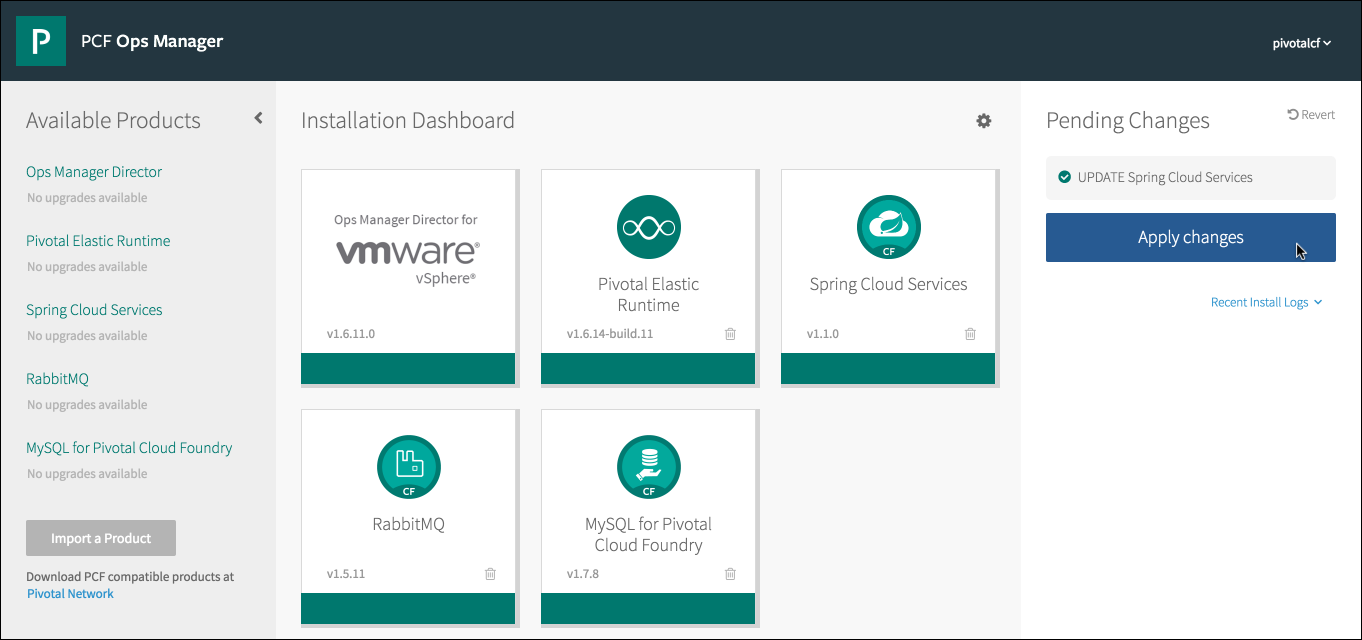 P
PCF Ops Manager
pivotalcf
Available Products
Ops Manager Director
No upgrades available
Pivotal Elastic Runtime
No upgrades available
Spring Cloud Services
No upgrades available
RabbitMQ
No upgrades available
MySQL for Pivotal Cloud Foundry
No upgrades available
Import a Product
Download PCF compatible products at
Pivotal Network
Installation Dashboard
Ops Manager Director for
vmware®
vSphere®
v1.6.11.0
Pivotal Elastic
Runtime
v1.6.14-build.11
CF
Spring Cloud Services
v1.1.0
CF
RabbitMQ
v1.5.11
CF
MySQL for Pivotal
Cloud Foundry
v1.7.8
Pending Changes
Revert
UPDATE Spring Cloud Services
Apply changes
Recent Install Logs